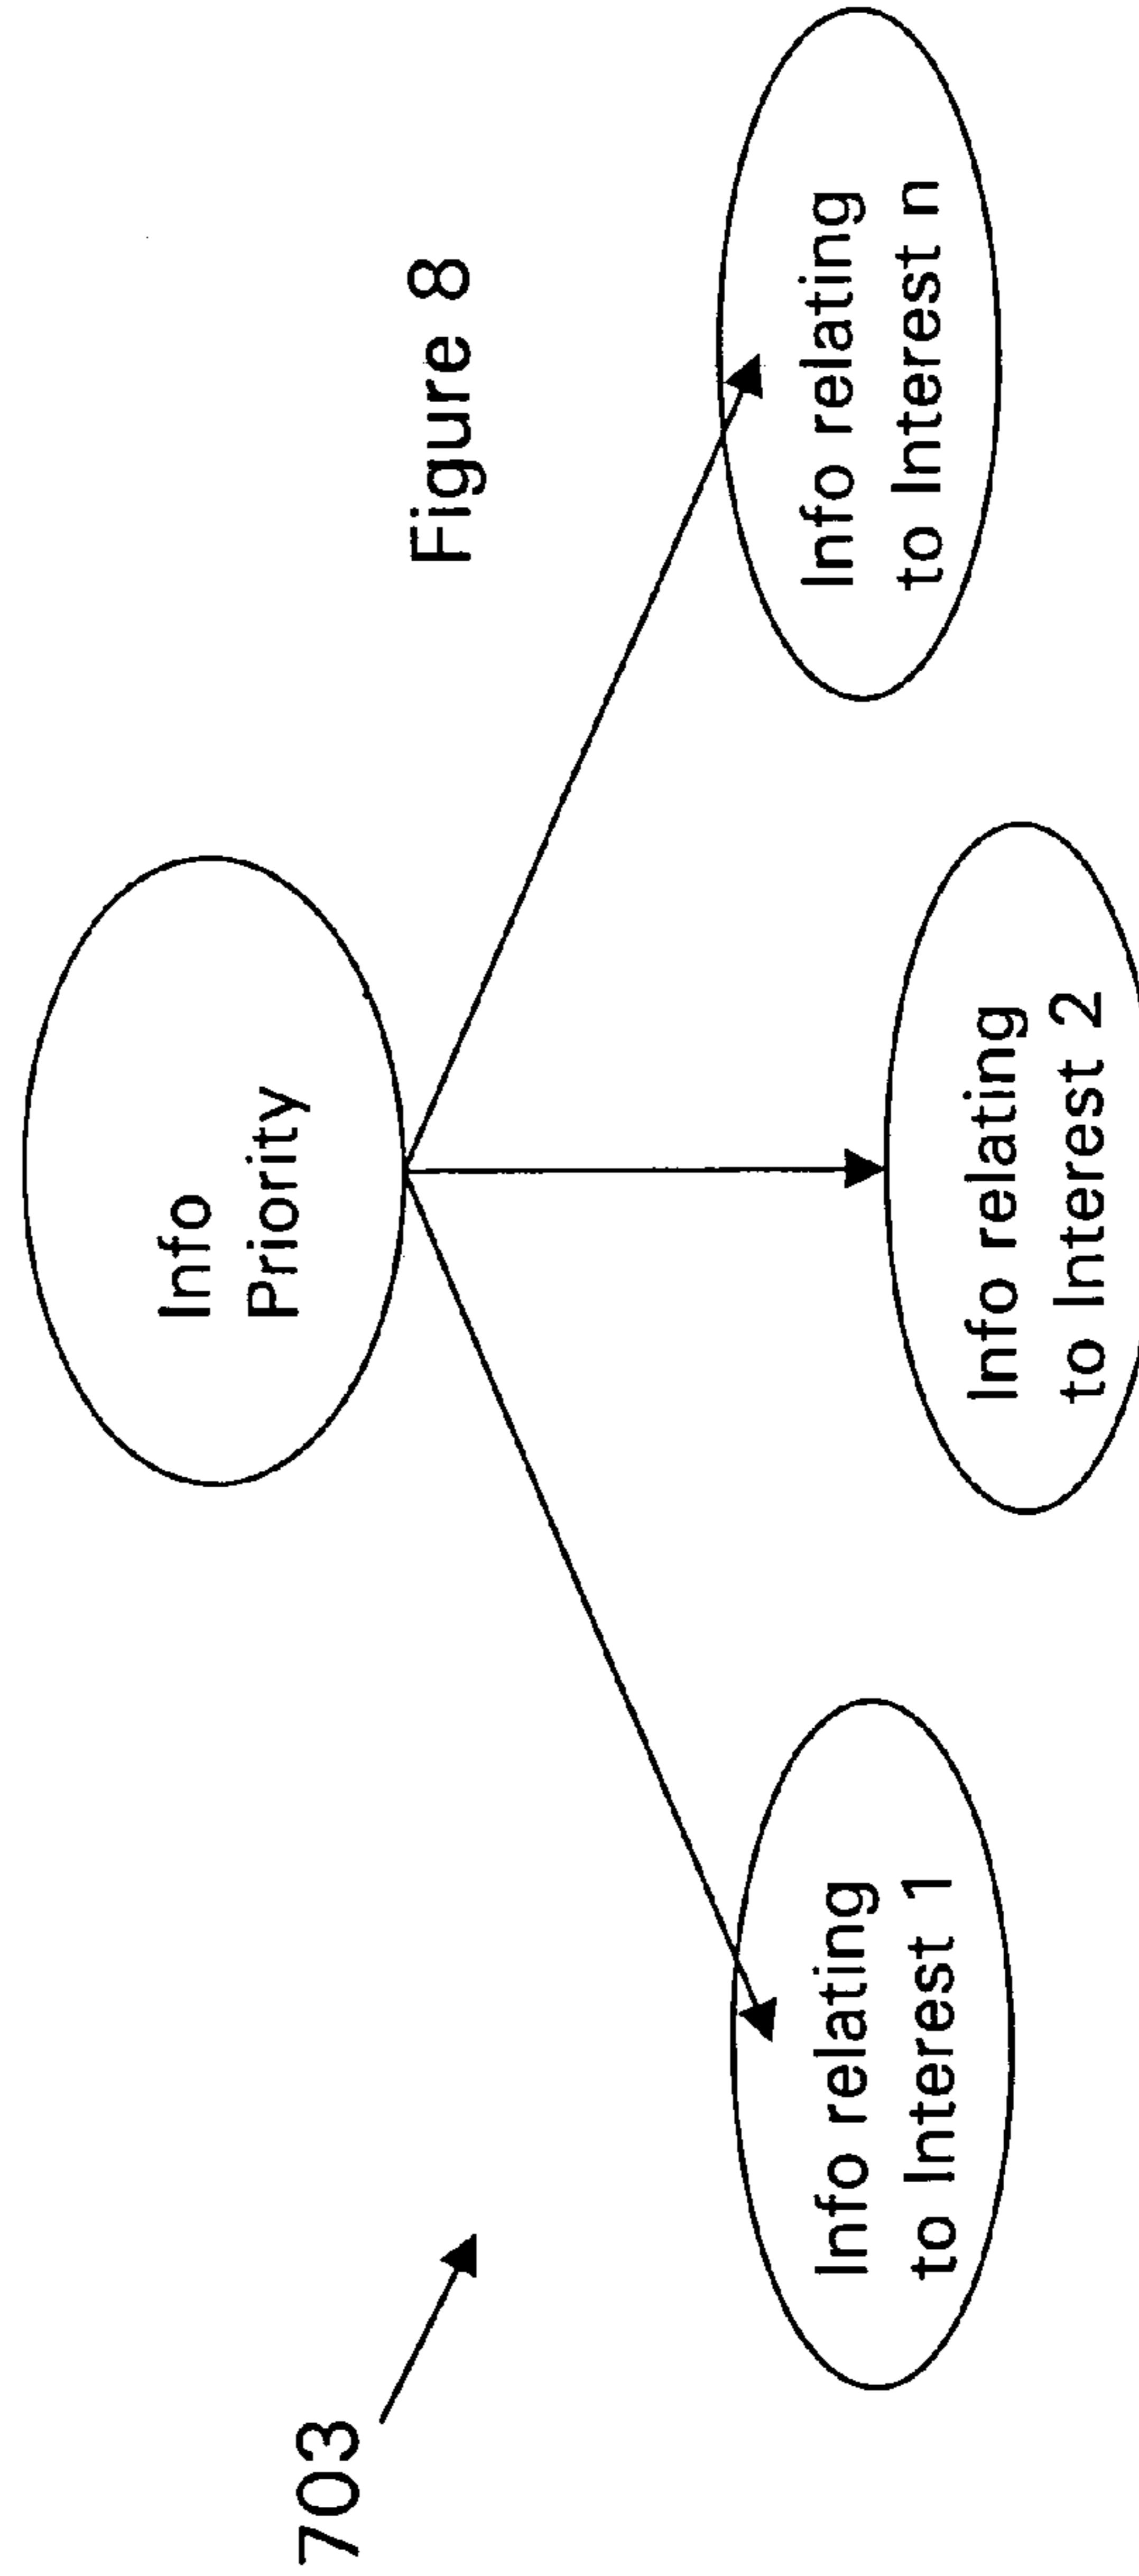 703
Info
Priority
Figure 8
Info relating
to Interest 1
Info relating
to Interest 2
Info relating
to Interest n